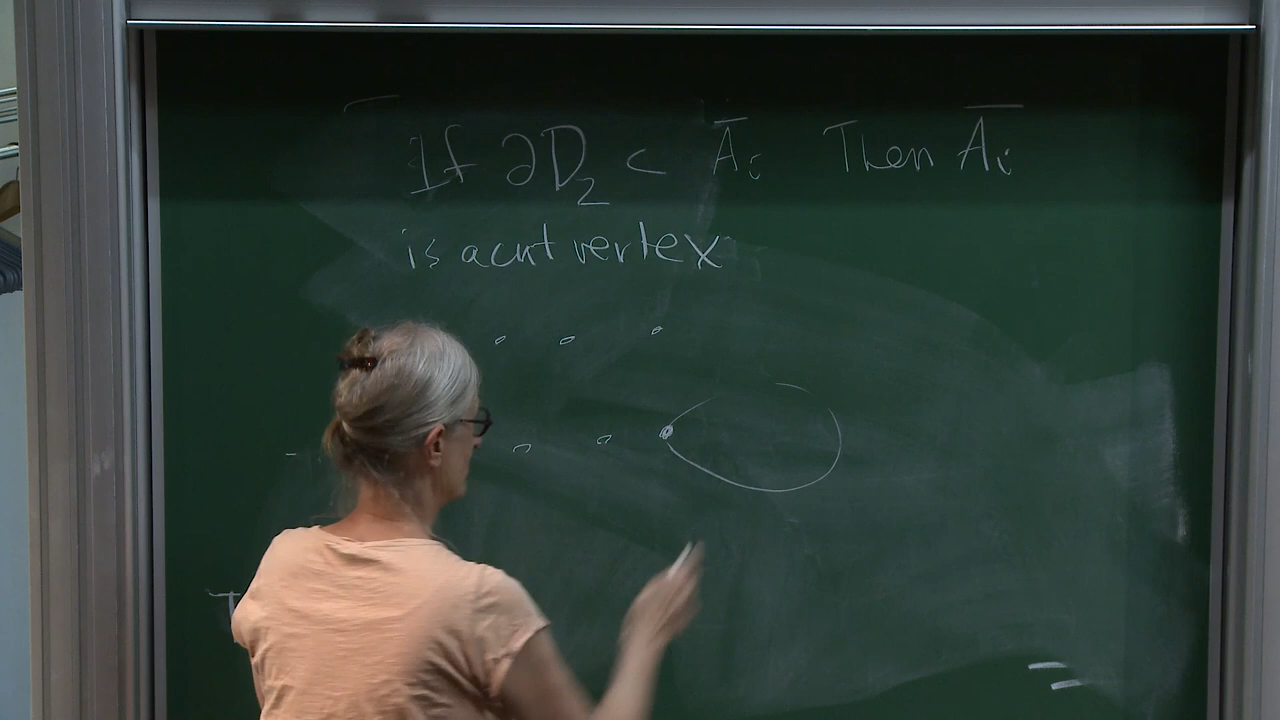 If ∂D₂ ⊂ A̅ᵢ Then A̅ᵢ
is a cut vertex